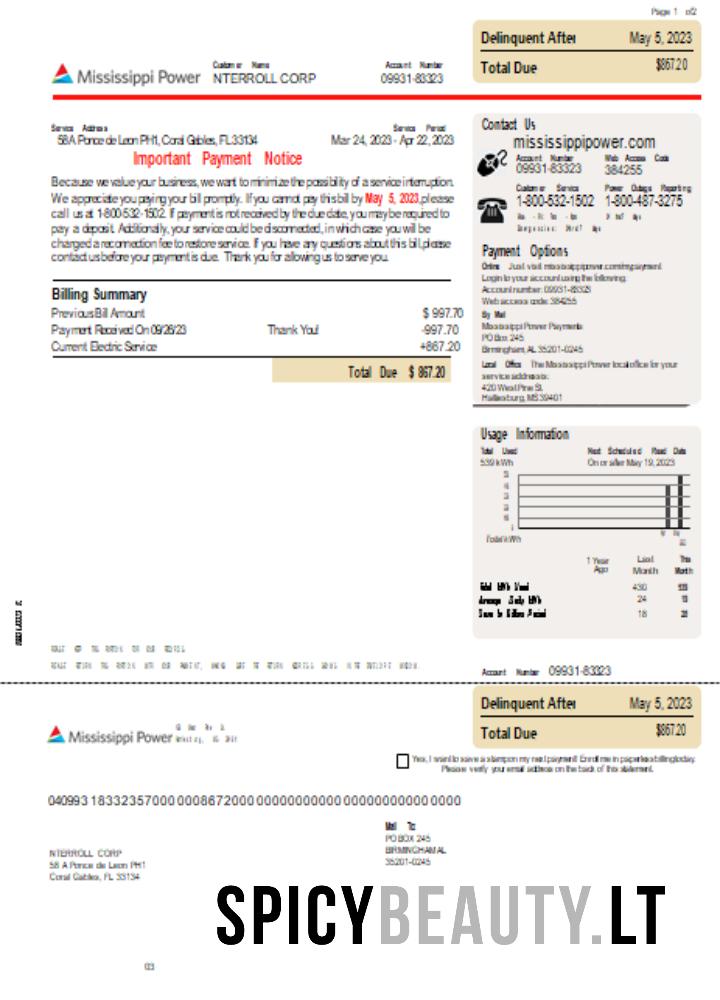 Page 1 of2
Delinquent After May 5, 2023
Total Due $867.20
Mississippi Power
Customer Name
NTERROLL CORP
Account Number
09931-83323
Service Address
58A Ponce de Leon PH1, Coral Gables, FL 33134
Service Period
Mar 24, 2023 - Apr 22, 2023
Important Payment Notice
Because we value your business, we want to minimize the possibility of a service interruption.
We appreciate you paying your bill promptly. If you cannot pay this bill by May 5, 2023,please
call us at 1-800-532-1502. If payment is not received by the due date, you may be required to
pay a deposit. Additionally, your service could be disconnected, in which case you will be
charged a reconnection fee to restore service. If you have any questions about this bill,please
contact us before your payment is due. Thank you for allowing us to serve you.
Billing Summary
Previous Bill Amount $ 997.70
Payment Received On 09/26/23 Thank You! -997.70
Current Electric Service +867.20
Total Due $ 867.20
Contact Us
mississippipower.com
Account Number Web Access Code
09931-83323 384255
Customer Service Power Outage Reporting
1-800-532-1502 1-800-487-3275
Payment Options
Online Just visit mississippipower.com/mypayment
Login to your account using the following:
Account number: 09931-83323
Web access code: 384255
By Mail
Mississippi Power Payments
PO Box 245
Birmingham, AL 35201-0245
Local Office The Mississippi Power local office for your
service address is:
420 West Pine St,
Hattiesburg, MS 39401
Usage Information
Total Used Next Scheduled Read Date
539 kWh On or after May 19, 2023
Total kWh
1 Year Ago Last Month This Month
Total kWh Used 430
Average Daily kWh 24
Days In Billing Period 18
Account Number 09931-83323
Delinquent After May 5, 2023
Total Due $867.20
Mississippi Power
Yes, I want to save a stamp on my next payment! Enroll me in paperless billing today.
Please verify your email address on the back of this statement.
040993 18332357000 0008672000 000000000000 000000000000 0000
Mail To:
PO BOX 245
BIRMINGHAM AL
35201-0245
NTERROLL CORP
58 A Ponce de Leon PH1
Coral Gables, FL 33134
SPICYBEAUTY.LT
03